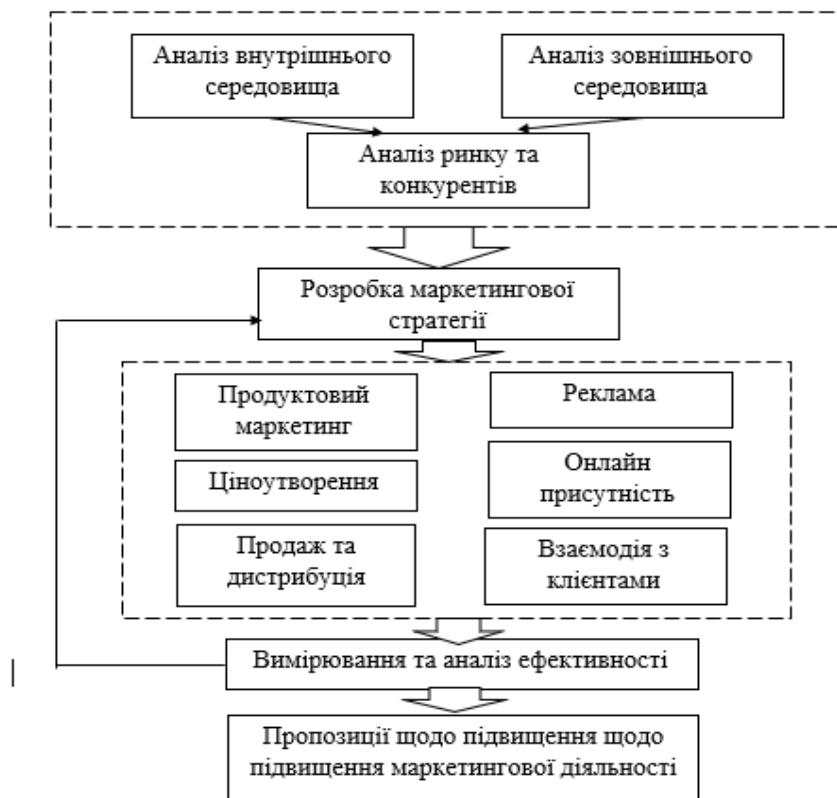 Аналіз внутрішнього
середовища
Аналіз зовнішнього
середовища
Аналіз ринку та
конкурентів
Розробка маркетингової
стратегії
Продуктовий
маркетинг
Реклама
Ціноутворення
Онлайн
присутність
Продаж та
дистрибуція
Взаємодія з
клієнтами
Вимірювання та аналіз ефективності
Пропозиції щодо підвищення щодо
підвищення маркетингової діяльності